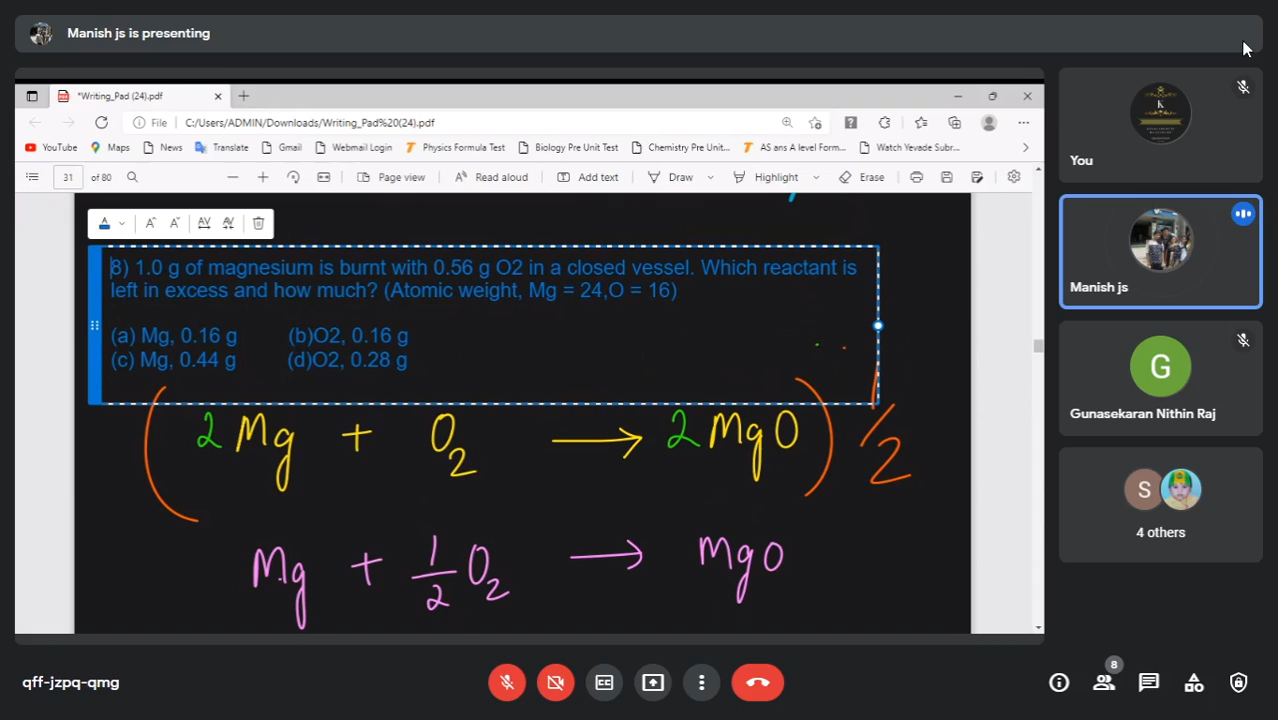 Manish js is presenting
*Writing_Pad (24).pdf
File C:/Users/ADMIN/Downloads/Writing_Pad%20(24).pdf
YouTube Maps News Translate Gmail Webmail Login Physics Formula Test Biology Pre Unit Test Chemistry Pre Unit... AS ans A level Form... Watch Yevade Subr...
31 of 80 Page view Read aloud Add text Draw Highlight Erase
8) 1.0 g of magnesium is burnt with 0.56 g O2 in a closed vessel. Which reactant is
left in excess and how much? (Atomic weight, Mg = 24,O = 16)
(a) Mg, 0.16 g (b)O2, 0.16 g
(c) Mg, 0.44 g (d)O2, 0.28 g
(2Mg + O2 → 2MgO) 1/2
Mg + 1/2 O2 → MgO
K
You
Manish js
G
Gunasekaran Nithin Raj
S
4 others
qff-jzpq-qmg
CC
8